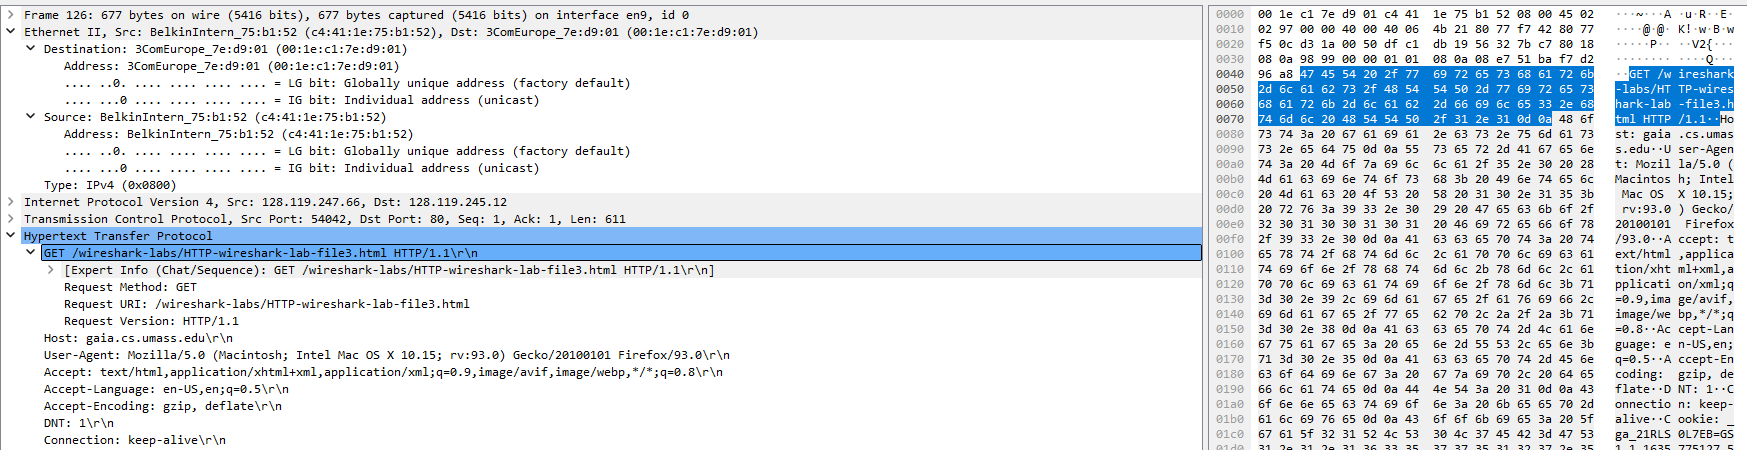 Frame 126: 677 bytes on wire (5416 bits), 677 bytes captured (5416 bits) on interface en9, id 0
Ethernet II, Src: BelkinIntern_75:b1:52 (c4:41:1e:75:b1:52), Dst: 3ComEurope_7e:d9:01 (00:1e:c1:7e:d9:01)
Destination: 3ComEurope_7e:d9:01 (00:1e:c1:7e:d9:01)
Address: 3ComEurope_7e:d9:01 (00:1e:c1:7e:d9:01)
.... ..0. .... .... .... .... = LG bit: Globally unique address (factory default)
.... ...0 .... .... .... .... = IG bit: Individual address (unicast)
Source: BelkinIntern_75:b1:52 (c4:41:1e:75:b1:52)
Address: BelkinIntern_75:b1:52 (c4:41:1e:75:b1:52)
.... ..0. .... .... .... .... = LG bit: Globally unique address (factory default)
.... ...0 .... .... .... .... = IG bit: Individual address (unicast)
Type: IPv4 (0x0800)
Internet Protocol Version 4, Src: 128.119.247.66, Dst: 128.119.245.12
Transmission Control Protocol, Src Port: 54042, Dst Port: 80, Seq: 1, Ack: 1, Len: 611
Hypertext Transfer Protocol
GET /wireshark-labs/HTTP-wireshark-lab-file3.html HTTP/1.1\r\n
[Expert Info (Chat/Sequence): GET /wireshark-labs/HTTP-wireshark-lab-file3.html HTTP/1.1\r\n]
Request Method: GET
Request URI: /wireshark-labs/HTTP-wireshark-lab-file3.html
Request Version: HTTP/1.1
Host: gaia.cs.umass.edu\r\n
User-Agent: Mozilla/5.0 (Macintosh; Intel Mac OS X 10.15; rv:93.0) Gecko/20100101 Firefox/93.0\r\n
Accept: text/html,application/xhtml+xml,application/xml;q=0.9,image/avif,image/webp,*/*;q=0.8\r\n
Accept-Language: en-US,en;q=0.5\r\n
Accept-Encoding: gzip, deflate\r\n
DNT: 1\r\n
Connection: keep-alive\r\n
0000 00 1e c1 7e d9 01 c4 41 1e 75 b1 52 08 00 45 02 ···~···A ·u·R··E·
0010 02 97 00 00 40 00 40 06 4b 21 80 77 f7 42 80 77 ····@·@· K!·w·B·w
0020 f5 0c d3 1a 00 50 df c1 db 19 56 32 7b c7 80 18 ·····P·· ··V2{···
0030 08 0a 98 99 00 00 01 01 08 0a 08 e7 51 ba f7 d2 ········ ····Q···
0040 96 a8 47 45 54 20 2f 77 69 72 65 73 68 61 72 6b ··GET /w ireshark
0050 2d 6c 61 62 73 2f 48 54 54 50 2d 77 69 72 65 73 -labs/HT TP-wires
0060 68 61 72 6b 2d 6c 61 62 2d 66 69 6c 65 33 2e 68 hark-lab -file3.h
0070 74 6d 6c 20 48 54 54 50 2f 31 2e 31 0d 0a 48 6f tml HTTP /1.1··Ho
0080 73 74 3a 20 67 61 69 61 2e 63 73 2e 75 6d 61 73 st: gaia .cs.umas
0090 73 2e 65 64 75 0d 0a 55 73 65 72 2d 41 67 65 6e s.edu··U ser-Agen
00a0 74 3a 20 4d 6f 7a 69 6c 6c 61 2f 35 2e 30 20 28 t: Mozil la/5.0 (
00b0 4d 61 63 69 6e 74 6f 73 68 3b 20 49 6e 74 65 6c Macintos h; Intel
00c0 20 4d 61 63 20 4f 53 20 58 20 31 30 2e 31 35 3b Mac OS X 10.15;
00d0 20 72 76 3a 39 33 2e 30 29 20 47 65 63 6b 6f 2f rv:93.0 ) Gecko/
00e0 32 30 31 30 30 31 30 31 20 46 69 72 65 66 6f 78 20100101 Firefox
00f0 2f 39 33 2e 30 0d 0a 41 63 63 65 70 74 3a 20 74 /93.0··A ccept: t
0100 65 78 74 2f 68 74 6d 6c 2c 61 70 70 6c 69 63 61 ext/html ,applica
0110 74 69 6f 6e 2f 78 68 74 6d 6c 2b 78 6d 6c 2c 61 tion/xht ml+xml,a
0120 70 70 6c 69 63 61 74 69 6f 6e 2f 78 6d 6c 3b 71 pplicati on/xml;q
0130 3d 30 2e 39 2c 69 6d 61 67 65 2f 61 76 69 66 2c =0.9,ima ge/avif,
0140 69 6d 61 67 65 2f 77 65 62 70 2c 2a 2f 2a 3b 71 image/we bp,*/*;q
0150 3d 30 2e 38 0d 0a 41 63 63 65 70 74 2d 4c 61 6e =0.8··Ac cept-Lan
0160 67 75 61 67 65 3a 20 65 6e 2d 55 53 2c 65 6e 3b guage: e n-US,en;
0170 71 3d 30 2e 35 0d 0a 41 63 63 65 70 74 2d 45 6e q=0.5··A ccept-En
0180 63 6f 64 69 6e 67 3a 20 67 7a 69 70 2c 20 64 65 coding: gzip, de
0190 66 6c 61 74 65 0d 0a 44 4e 54 3a 20 31 0d 0a 43 flate··D NT: 1··C
01a0 6f 6e 6e 65 63 74 69 6f 6e 3a 20 6b 65 65 70 2d onnectio n: keep-
01b0 61 6c 69 76 65 0d 0a 43 6f 6f 6b 69 65 3a 20 5f alive··C ookie: _
01c0 67 61 5f 32 31 52 4c 53 30 4c 37 45 42 3d 47 53 ga_21RLS 0L7EB=GS
01d0 31 2e 31 2e 31 36 33 35 37 37 35 31 32 37 2e 35 1.1.1635 775127.5